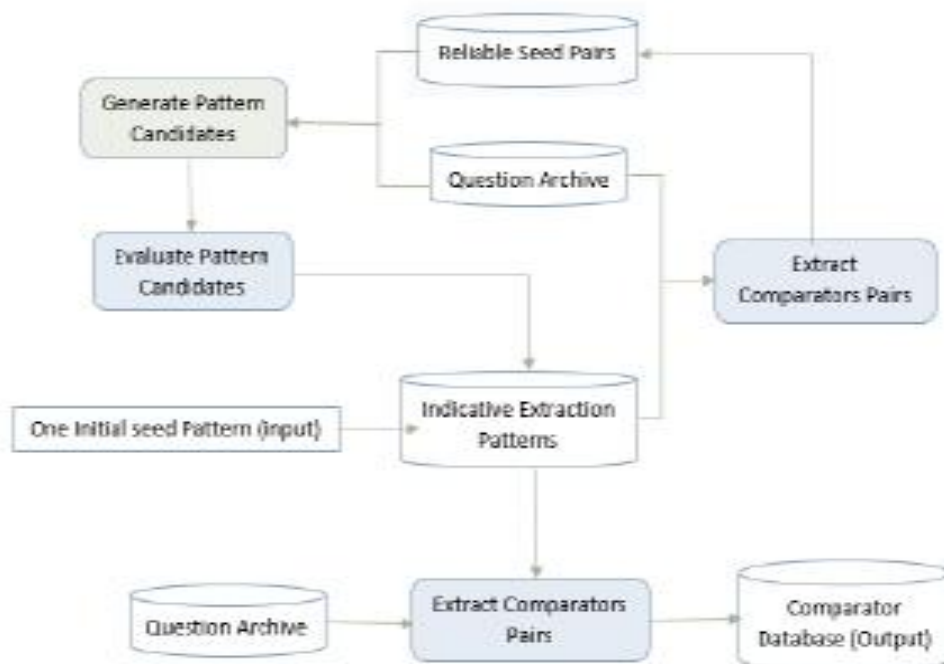 Reliable Seed Pairs
Generate Pattern
Candidates
Question Archive
Evaluate Pattern
Candidates
Extract
Comparators Pairs
Indicative Extraction
Patterns
One Initial seed Pattern (input)
Extract Comparators
Pairs
Question Archive
Comparator
Database (Output)